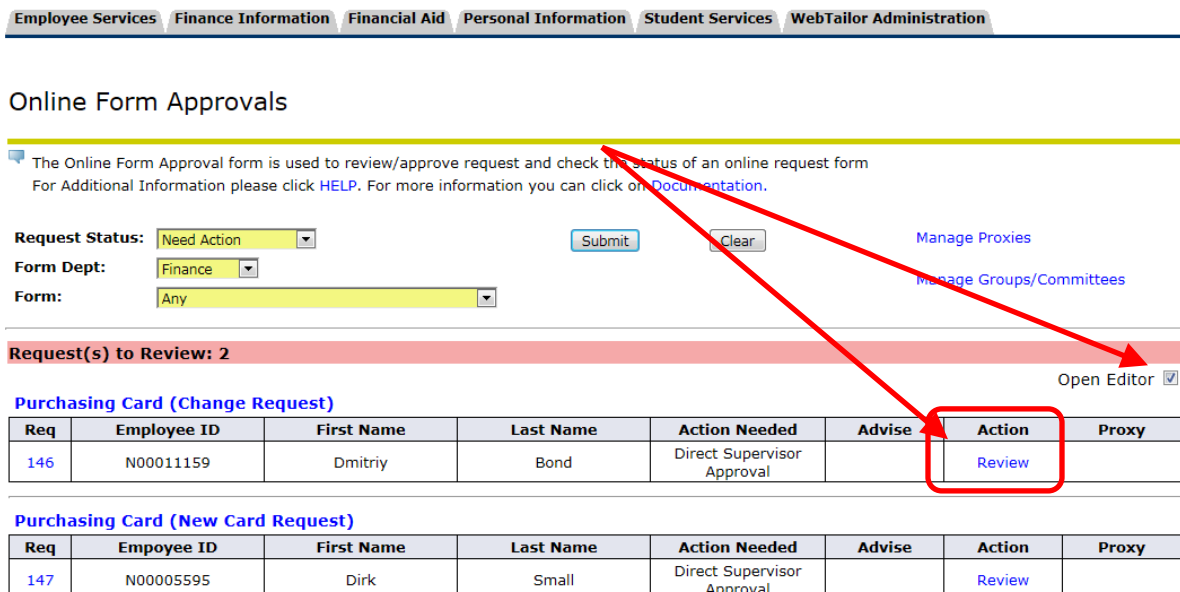 Employee Services Finance Information Financial Aid Personal Information Student Services WebTailor Administration
Online Form Approvals
The Online Form Approval form is used to review/approve request and check the status of an online request form
For Additional Information please click HELP. For more information you can click on Documentation.
Request Status: Need Action Submit Clear Manage Proxies
Form Dept: Finance
Manage Groups/Committees
Form: Any
Request(s) to Review: 2
Open Editor
Purchasing Card (Change Request)
Req Employee ID First Name Last Name Action Needed Advise Action Proxy
146 N00011159 Dmitriy Bond Direct Supervisor Approval Review
Purchasing Card (New Card Request)
Req Empoyee ID First Name Last Name Action Needed Advise Action Proxy
147 N00005595 Dirk Small Direct Supervisor Approval Review